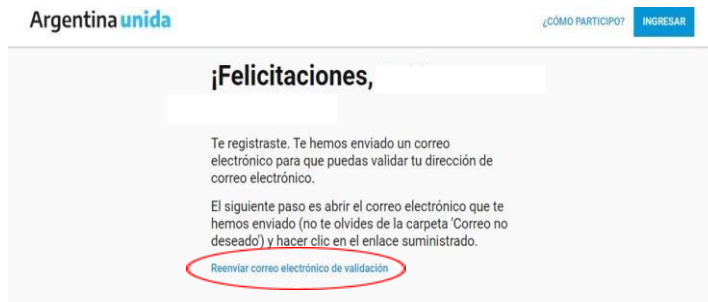 Argentina unida
¿CÓMO PARTICIPO?
INGRESAR
¡Felicitaciones,
Te registraste. Te hemos enviado un correo
electrónico para que puedas validar tu dirección de
correo electrónico.
El siguiente paso es abrir el correo electrónico que te
hemos enviado (no te olvides de la carpeta 'Correo no
deseado') y hacer clic en el enlace suministrado.
Reenviar correo electrónico de validación